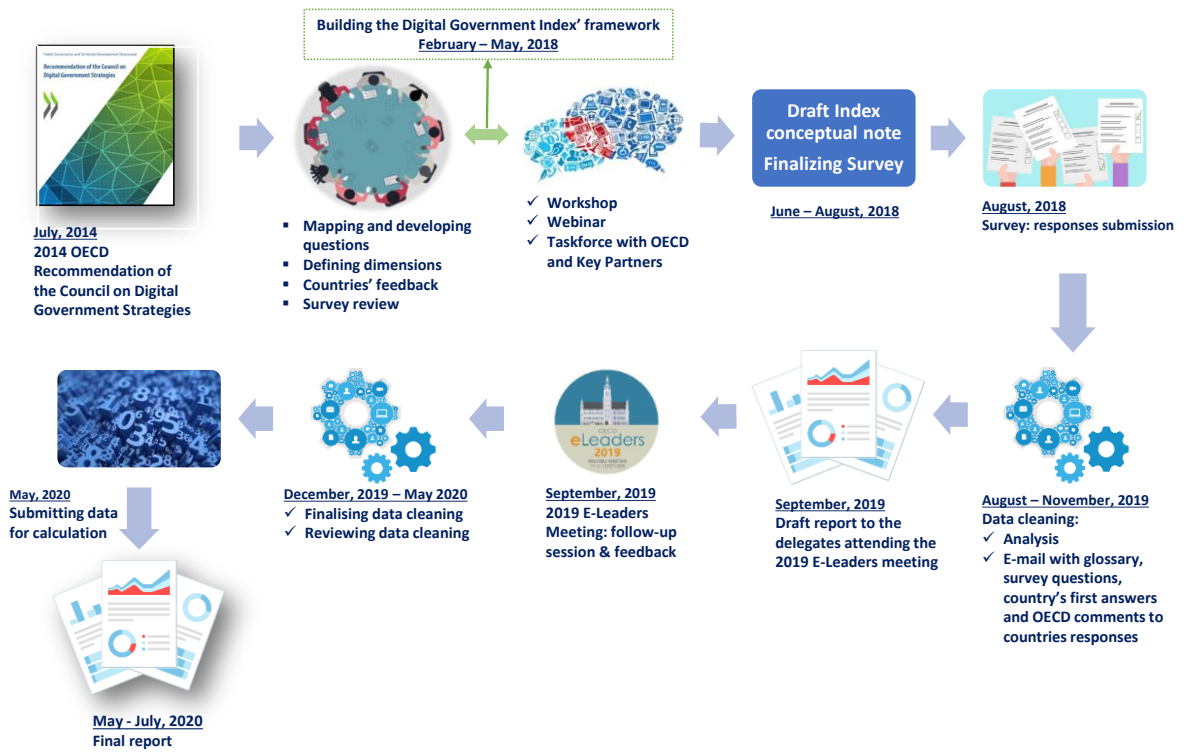 Building the Digital Government Index' framework
February – May, 2018
Recommendation of the Council on
Digital Government Strategies
Draft Index
conceptual note
Finalizing Survey
July, 2014
2014 OECD
Recommendation of
the Council on Digital
Government Strategies
▪ Mapping and developing
questions
▪ Defining dimensions
▪ Countries' feedback
▪ Survey review
✓ Workshop
✓ Webinar
✓ Taskforce with OECD
and Key Partners
June – August, 2018
August, 2018
Survey: responses submission
August – November, 2019
Data cleaning:
✓ Analysis
✓ E-mail with glossary,
survey questions,
country's first answers
and OECD comments to
countries responses
September, 2019
Draft report to the
delegates attending the
2019 E-Leaders meeting
OECD
eLeaders
2019
September, 2019
2019 E-Leaders
Meeting: follow-up
session & feedback
December, 2019 – May 2020
✓ Finalising data cleaning
✓ Reviewing data cleaning
May, 2020
Submitting data
for calculation
May - July, 2020
Final report